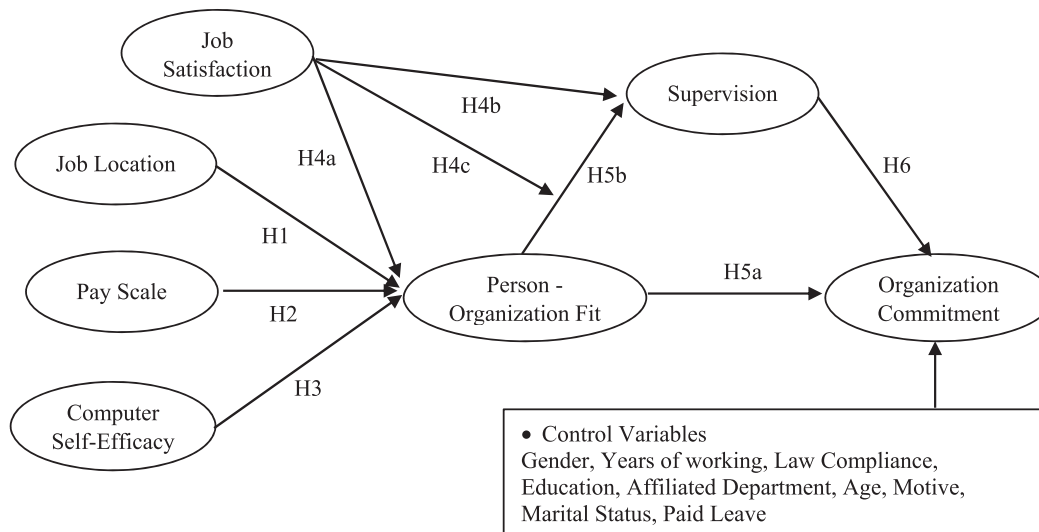 Job
Satisfaction
Supervision
H4b
H4a
H4c
H5b
H6
Job Location
H1
Pay Scale
H2
Person -
Organization Fit
H5a
Organization
Commitment
H3
Computer
Self-Efficacy
• Control Variables
Gender, Years of working, Law Compliance,
Education, Affiliated Department, Age, Motive,
Marital Status, Paid Leave